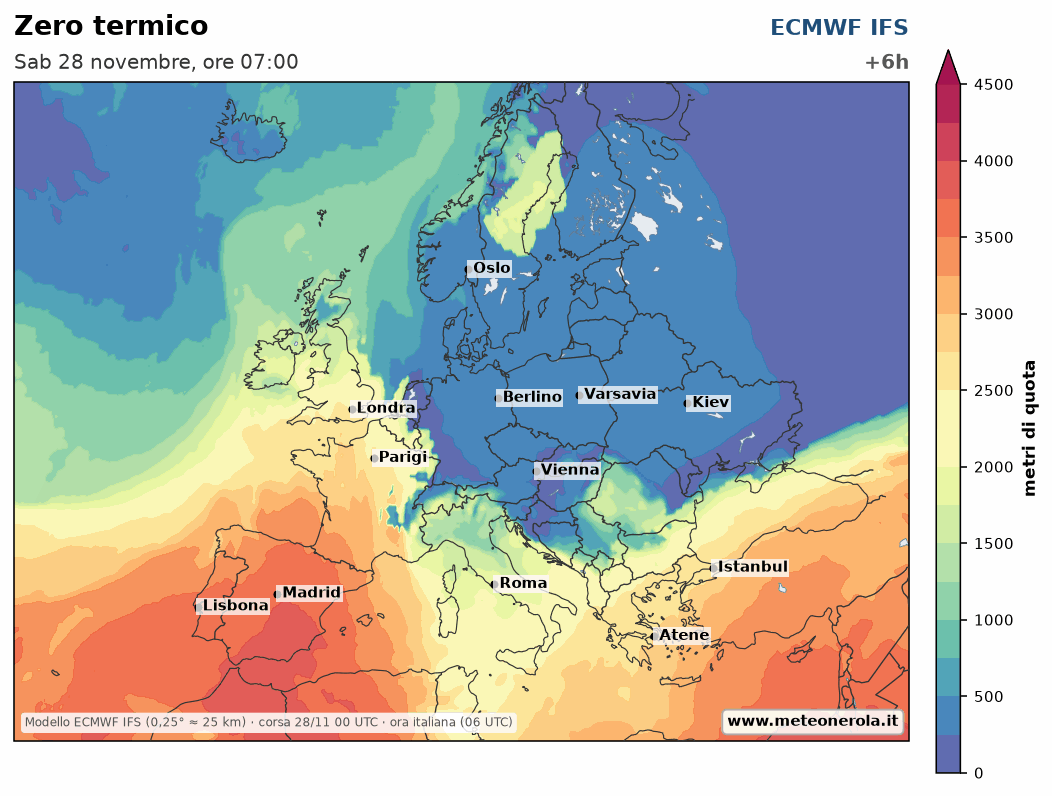 Zero termico
ECMWF IFS
Sab 28 novembre, ore 07:00
+6h
4500
4000
3500
3000
2500
2000
1500
1000
500
0
metri di quota
Oslo
Berlino
Varsavia
Kiev
Londra
Parigi
Vienna
Istanbul
Roma
Madrid
Lisbona
Atene
Modello ECMWF IFS (0,25° ≈ 25 km) · corsa 28/11 00 UTC · ora italiana (06 UTC)
www.meteonerola.it